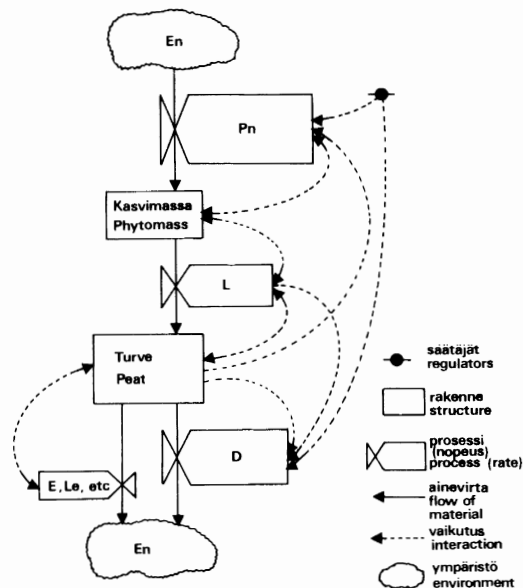 En
Pn
Kasvimassa
Phytomass
L
Turve
Peat
D
E, Le, etc
En
säätäjät
regulators
rakenne
structure
prosessi
(nopeus)
process (rate)
ainevirta
flow of
material
vaikutus
interaction
ympäristö
environment